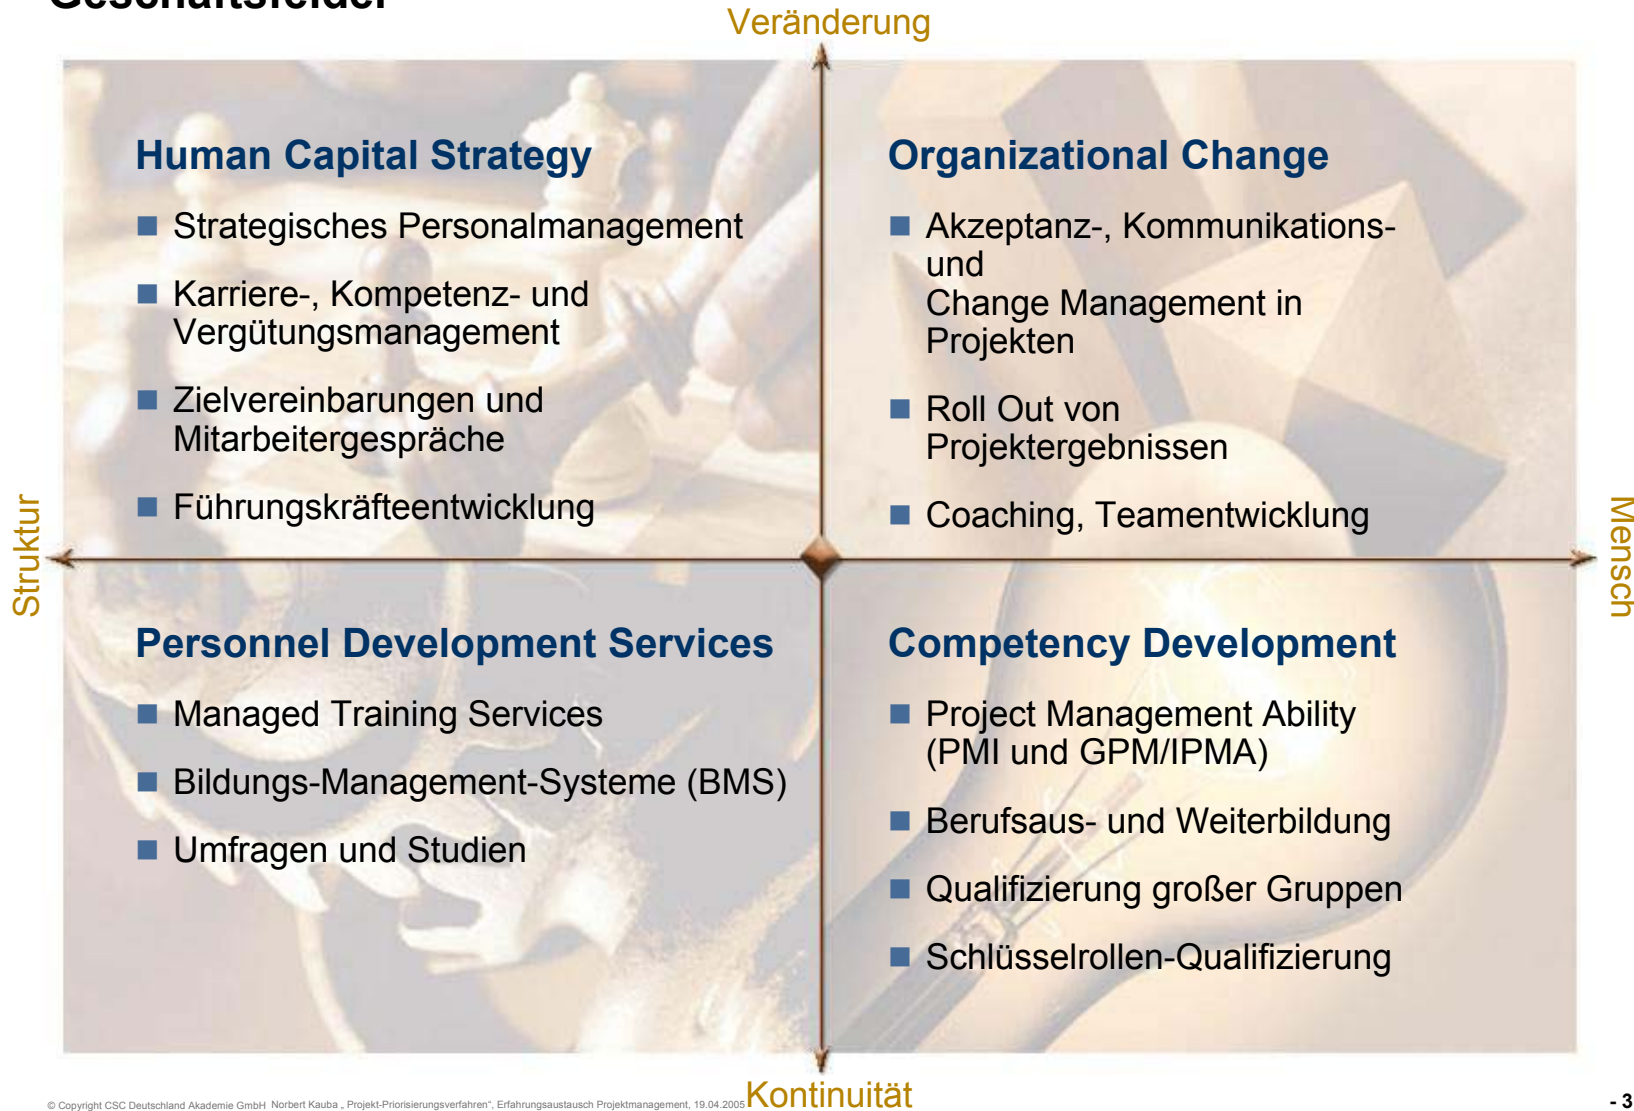 Geschäftsfelder
Veränderung
Human Capital Strategy
Strategisches Personalmanagement
Karriere-, Kompetenz- und
Vergütungsmanagement
Zielvereinbarungen und
Mitarbeitergespräche
Führungskräfteentwicklung
Organizational Change
Akzeptanz-, Kommunikations-
und
Change Management in
Projekten
Roll Out von
Projektergebnissen
Coaching, Teamentwicklung
Struktur
Mensch
Personnel Development Services
Managed Training Services
Bildungs-Management-Systeme (BMS)
Umfragen und Studien
Competency Development
Project Management Ability
(PMI und GPM/IPMA)
Berufsaus- und Weiterbildung
Qualifizierung großer Gruppen
Schlüsselrollen-Qualifizierung
Kontinuität
© Copyright CSC Deutschland Akademie GmbH Norbert Kauba „ Projekt-Priorisierungsverfahren“, Erfahrungsaustausch Projektmanagement, 19.04.2005
- 3